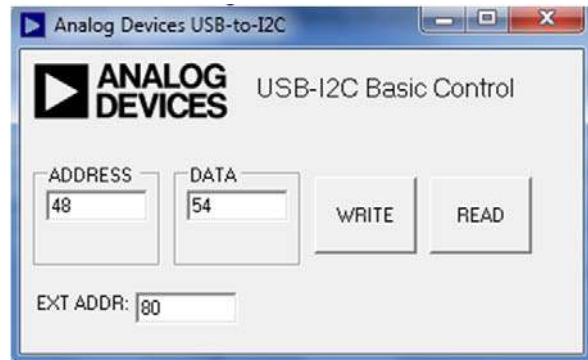 Analog Devices USB-to-I2C
ANALOG
DEVICES
USB-I2C Basic Control
ADDRESS
DATA
48
54
WRITE
READ
EXT ADDR: 80